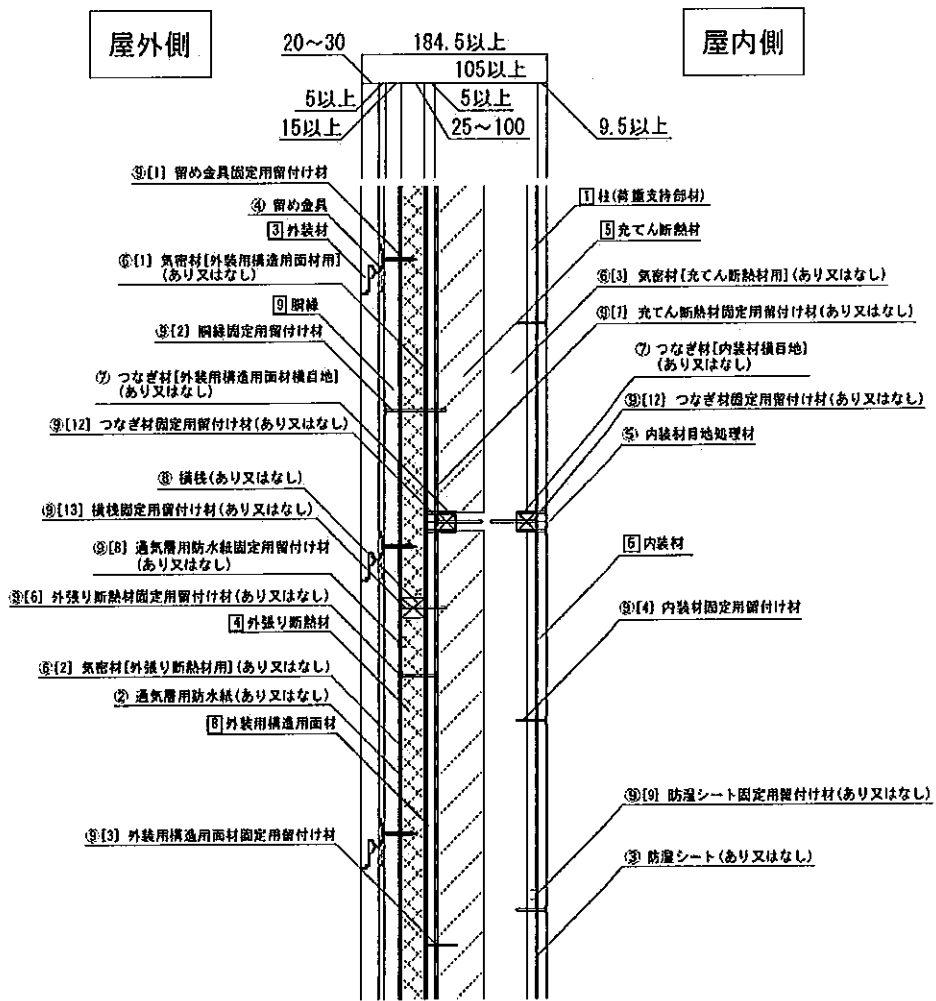 屋外側
屋内側
20～30
184.5以上
105以上
5以上
5以上
15以上
25～100
9.5以上
⑨[1] 留め金具固定用留付け材
④ 留め金具
3 外装材
⑥[1] 気密材[外装用構造用面材用]
(あり又はなし)
9 胴縁
⑨[2] 胴縁固定用留付け材
⑦ つなぎ材[外装用構造用面材横目地]
(あり又はなし)
⑨[12] つなぎ材固定用留付け材(あり又はなし)
⑧ 横桟(あり又はなし)
⑨[13] 横桟固定用留付け材(あり又はなし)
⑨[8] 通気層用防水紙固定用留付け材
(あり又はなし)
⑨[6] 外張り断熱材固定用留付け材(あり又はなし)
4 外張り断熱材
⑥[2] 気密材[外張り断熱材用](あり又はなし)
② 通気層用防水紙(あり又はなし)
8 外装用構造用面材
⑨[3] 外装用構造用面材固定用留付け材
1 柱(荷重支持部材)
5 充てん断熱材
⑥[3] 気密材[充てん断熱材用](あり又はなし)
⑨[7] 充てん断熱材固定用留付け材(あり又はなし)
⑦ つなぎ材[内装材横目地]
(あり又はなし)
⑨[12] つなぎ材固定用留付け材(あり又はなし)
⑤ 内装材目地処理材
6 内装材
⑨[4] 内装材固定用留付け材
⑨[9] 防湿シート固定用留付け材(あり又はなし)
③ 防湿シート(あり又はなし)